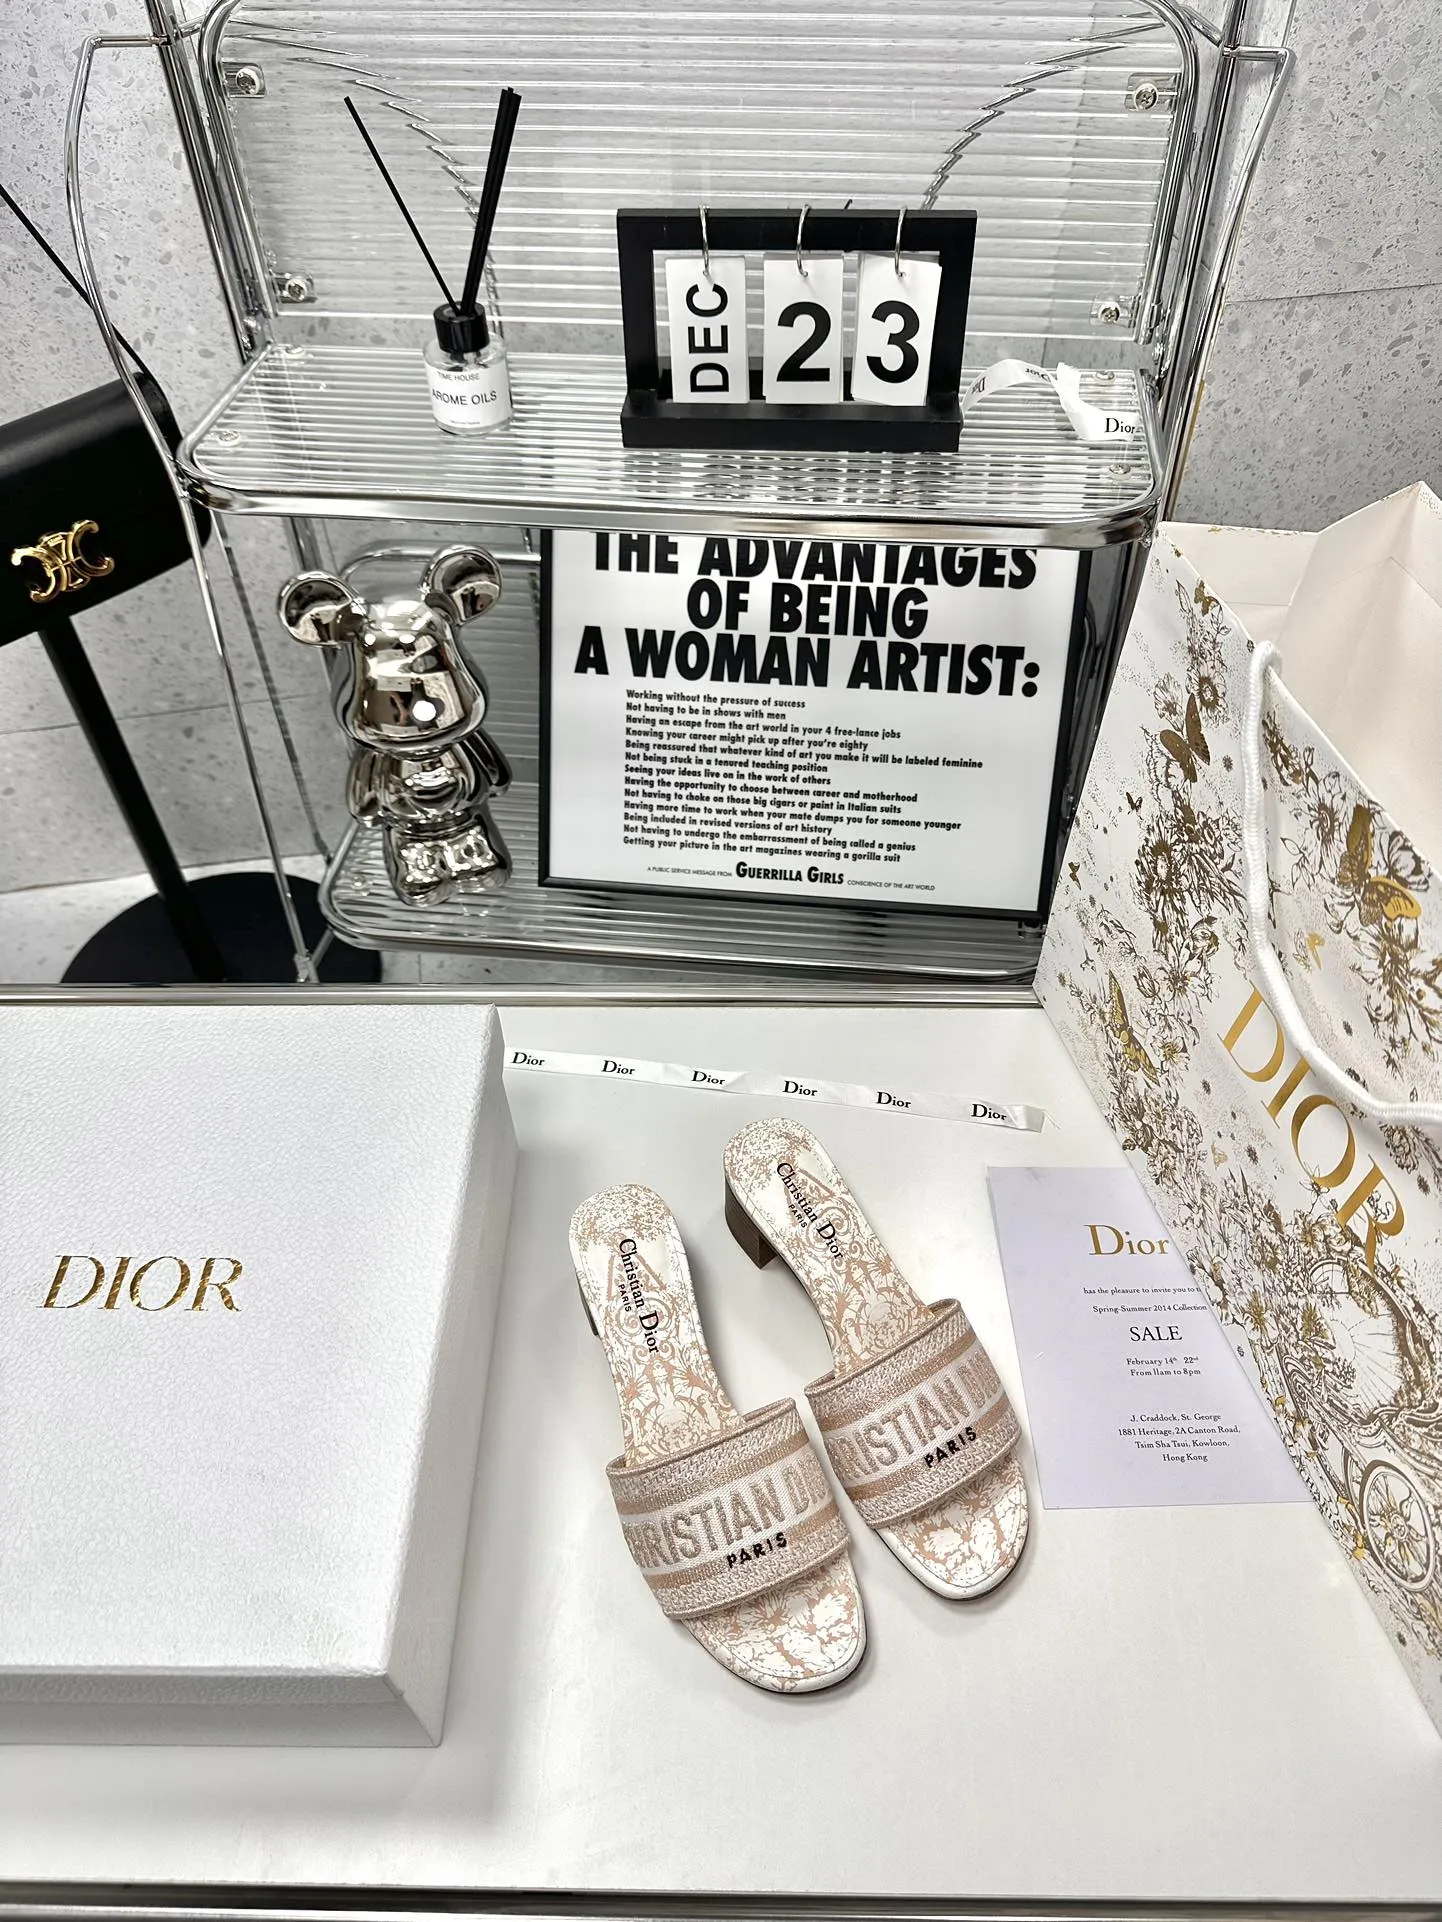 TIME HOUSE
AROME OILS
DEC 23
Dior
Dior
Dior
THE ADVANTAGES
OF BEING
A WOMAN ARTIST:
Working without the pressure of success
Not having to be in shows with men
Having an escape from the art world in your 4 free-lance jobs
Knowing your career might pick up after you're eighty
Being reassured that whatever kind of art you make it will be labeled feminine
Not being stuck in a tenured teaching position
Seeing your ideas live on in the work of others
Having the opportunity to choose between career and motherhood
Not having to choke on those big cigars or paint in Italian suits
Having more time to work when your mate dumps you for someone younger
Being included in revised versions of art history
Not having to undergo the embarrassment of being called a genius
Getting your picture in the art magazines wearing a gorilla suit
A PUBLIC SERVICE MESSAGE FROM GUERRILLA GIRLS CONSCIENCE OF THE ART WORLD
DIOR
Dior Dior Dior Dior Dior Dior
DIOR
Christian Dior
PARIS
Christian Dior
PARIS
HRISTIAN DI
PARIS
RISTIAN D
PARIS
Dior
has the pleasure to invite you to
Spring-Summer 2014 Collection
SALE
February 14th 22nd
From 11am to 8pm
J. Craddock, St. George
1881 Heritage, 2A Canton Road,
Tsim Sha Tsui, Kowloon,
Hong Kong